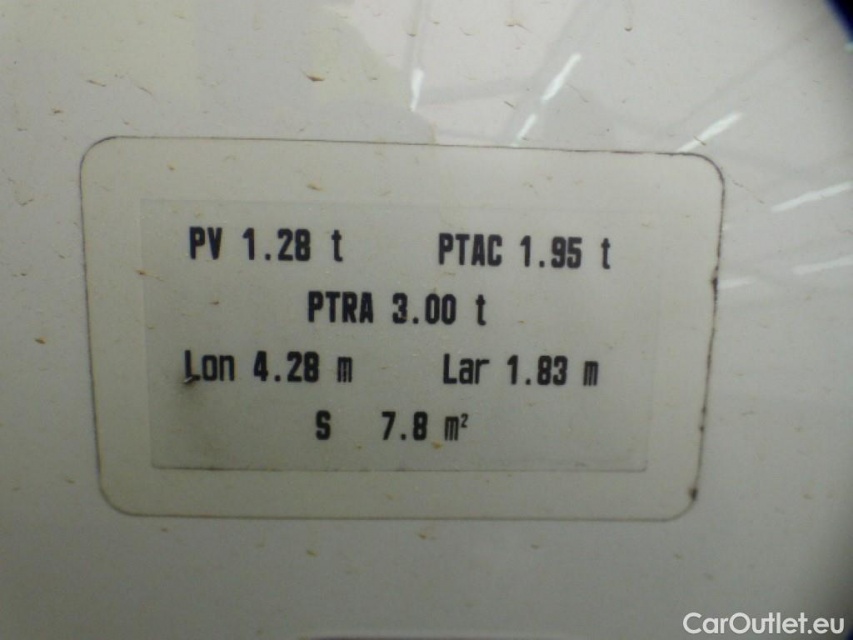 PV 1.28 t PTAC 1.95 t
PTRA 3.00 t
Lon 4.28 m Lar 1.83 m
S 7.8 m²
CarOutlet.eu